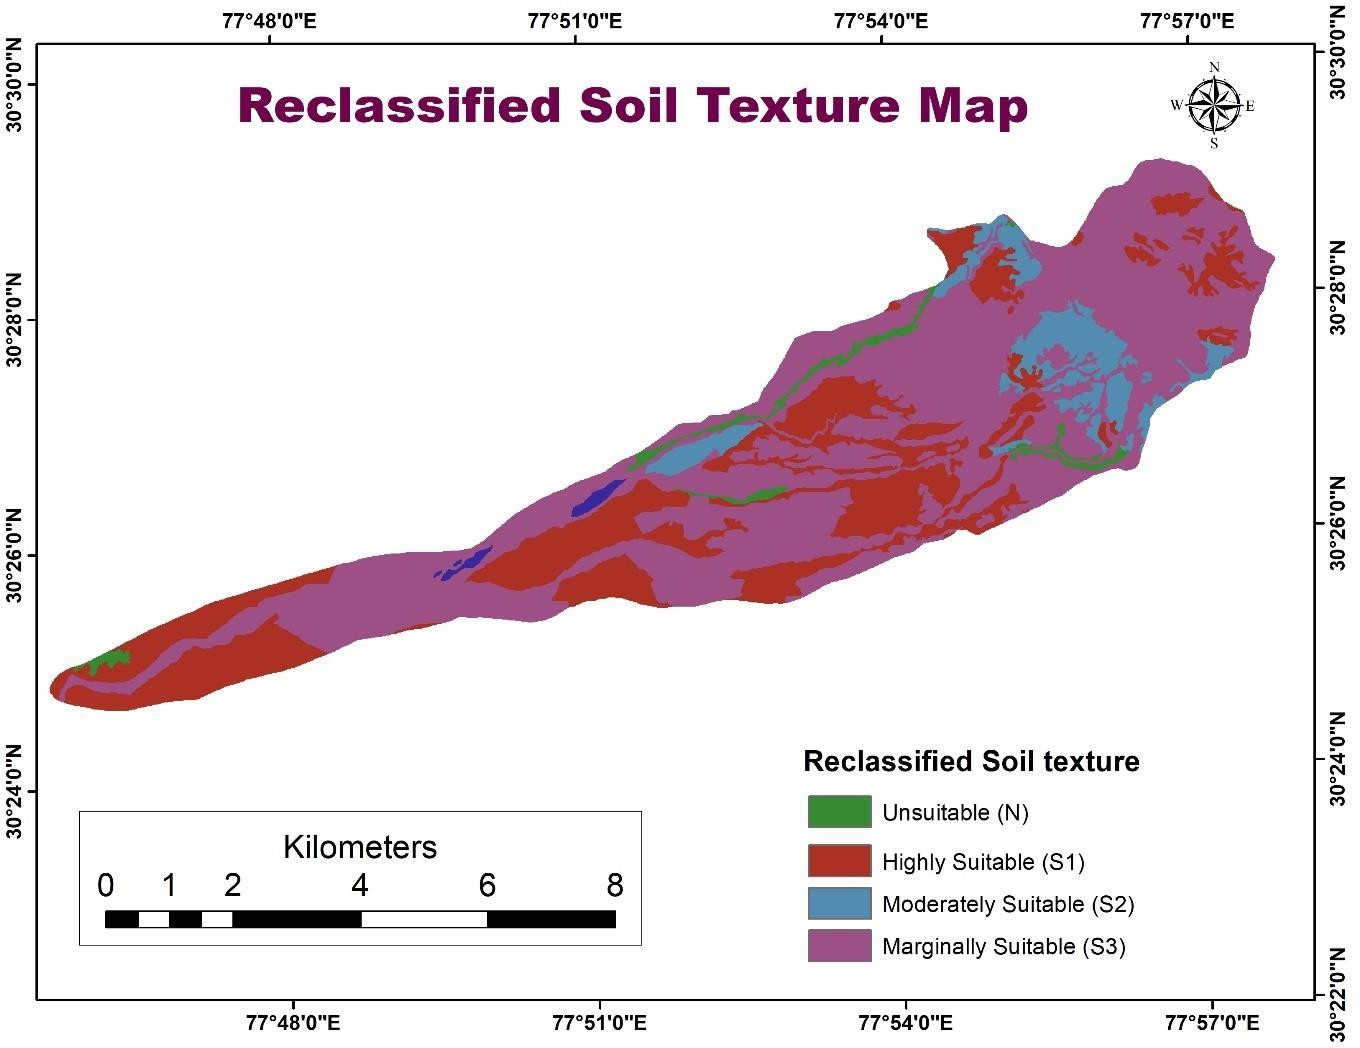 77°48'0"E 77°51'0"E 77°54'0"E 77°57'0"E
30°30'0"N
30°28'0"N
30°26'0"N
30°24'0"N
Reclassified Soil Texture Map
N
W E
S
30°30'0"N
30°28'0"N
30°26'0"N
30°24'0"N
30°22'0"N
Reclassified Soil texture
Unsuitable (N)
Highly Suitable (S1)
Moderately Suitable (S2)
Marginally Suitable (S3)
Kilometers
0 1 2 4 6 8
77°48'0"E 77°51'0"E 77°54'0"E 77°57'0"E